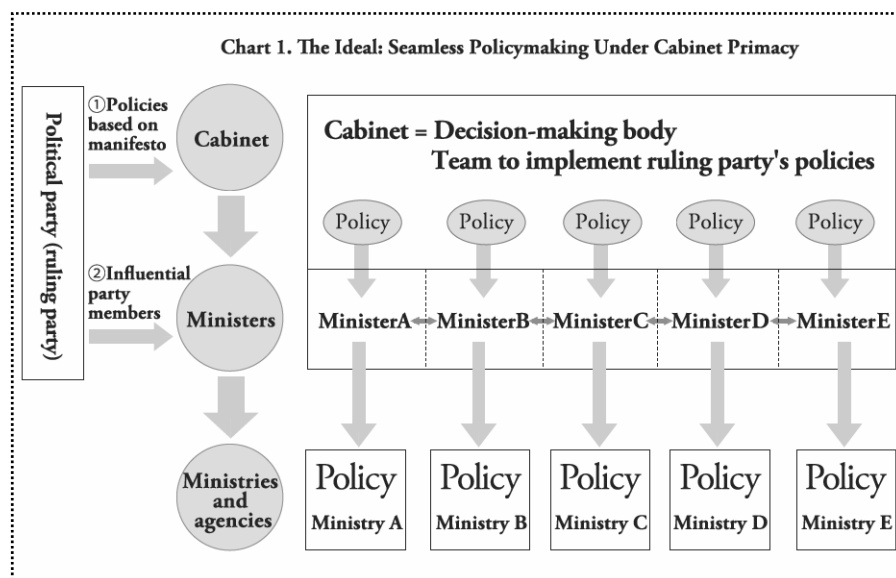 Chart 1. The Ideal: Seamless Policymaking Under Cabinet Primacy
Political party (ruling party)
①Policies
based on
manifesto
②Influential
party
members
Cabinet
Ministers
Ministries
and
agencies
Cabinet = Decision-making body
Team to implement ruling party's policies
Policy Policy Policy Policy Policy
MinisterA MinisterB MinisterC MinisterD MinisterE
Policy Policy Policy Policy Policy
Ministry A Ministry B Ministry C Ministry D Ministry E